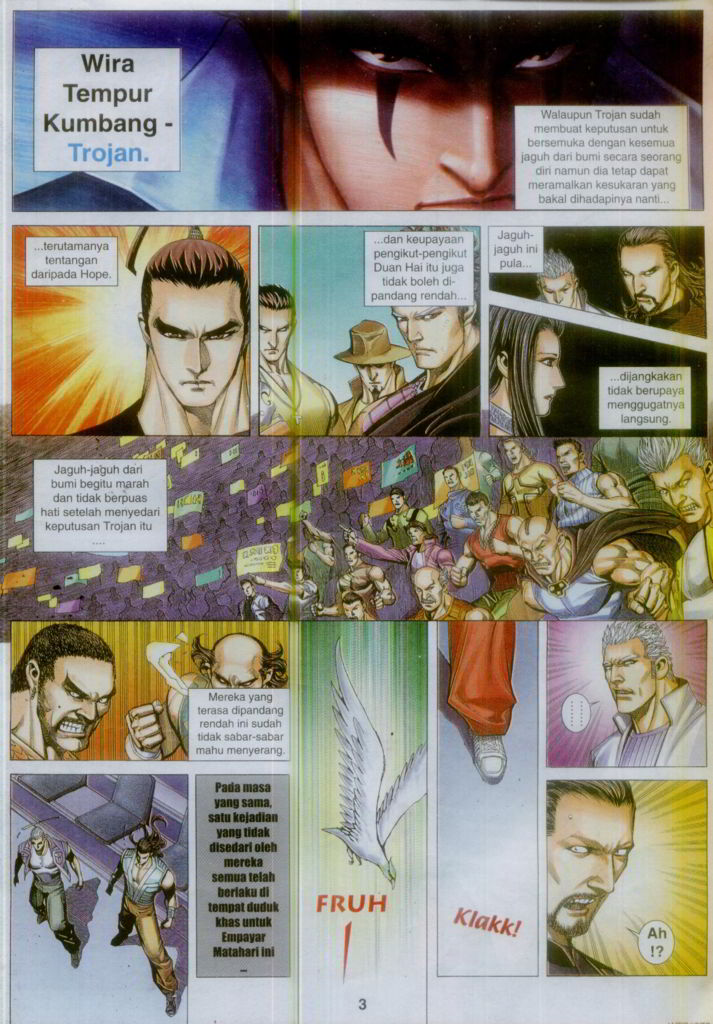 Wira
Tempur
Kumbang -
Trojan.
Walaupun Trojan sudah
membuat keputusan untuk
bersemuka dengan kesemua
jaguh dari bumi secara seorang
diri namun dia tetap dapat
meramalkan kesukaran yang
bakal dihadapinya nanti...
...terutamanya
tentangan
daripada Hope.
...dan keupayaan
pengikut-pengikut
Duan Hai itu juga
tidak boleh di-
pandang rendah...
Jaguh-
jaguh ini
pula...
...dijangkakan
tidak berupaya
menggugatnya
langsung.
Jaguh-jaguh dari
bumi begitu marah
dan tidak berpuas
hati setelah menyedari
keputusan Trojan itu
....
Mereka yang
terasa dipandang
rendah ini sudah
tidak sabar-sabar
mahu menyerang.
Pada masa
yang sama,
satu kejadian
yang tidak
disedari oleh
mereka
semua telah
berlaku di
tempat duduk
khas untuk
Empayar
Matahari ini
–
FRUH
!
Klakk!
Ah
!?
3